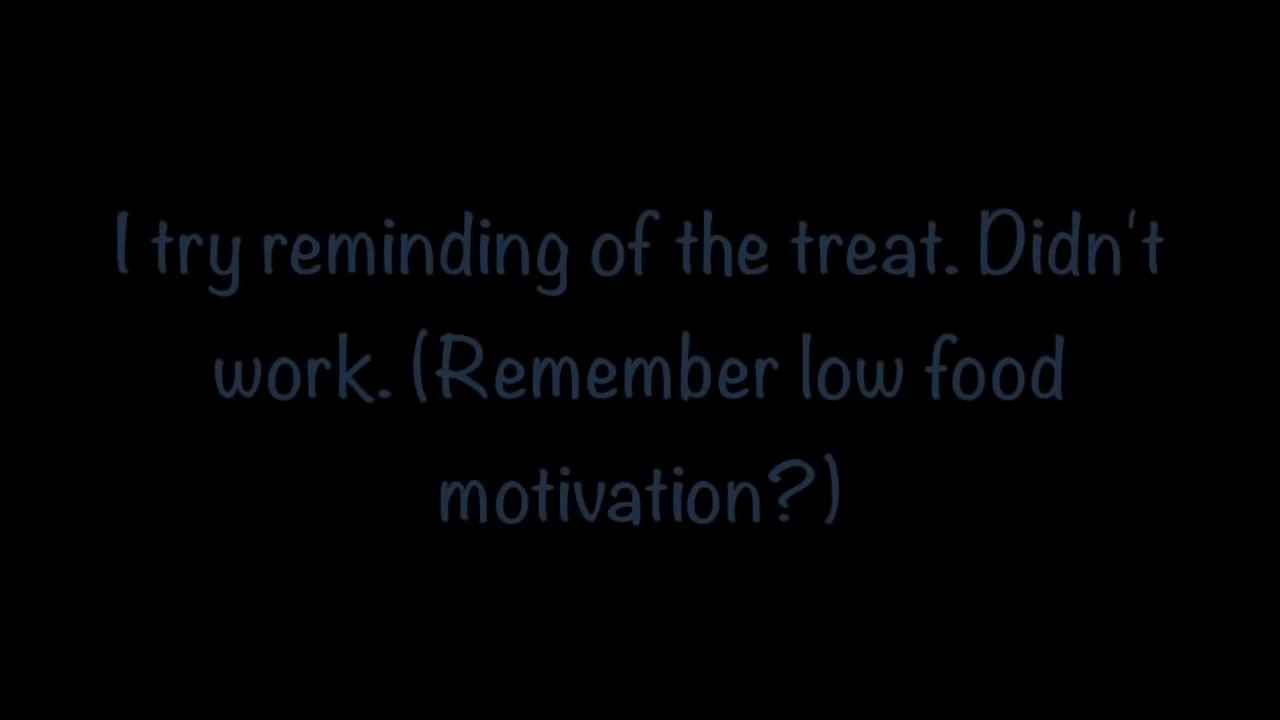 I try reminding of the treat. Didn't
work. (Remember low food
motivation?)